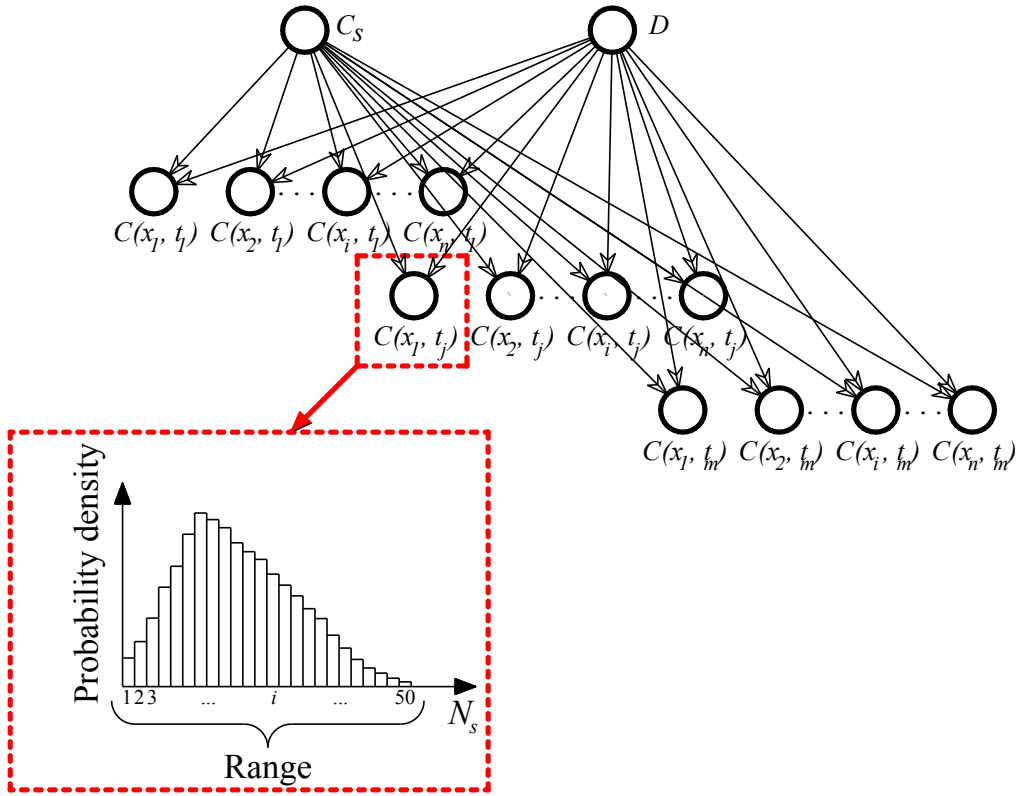 C_s D
C(x_1, t_1) C(x_2, t_1) C(x_i, t_1) C(x_n, t_1)
C(x_1, t_j) C(x_2, t_j) C(x_i, t_j) C(x_n, t_j)
C(x_1, t_m) C(x_2, t_m) C(x_i, t_m) C(x_n, t_m)
Probability density
1 2 3 ... i ... 50
N_s
Range